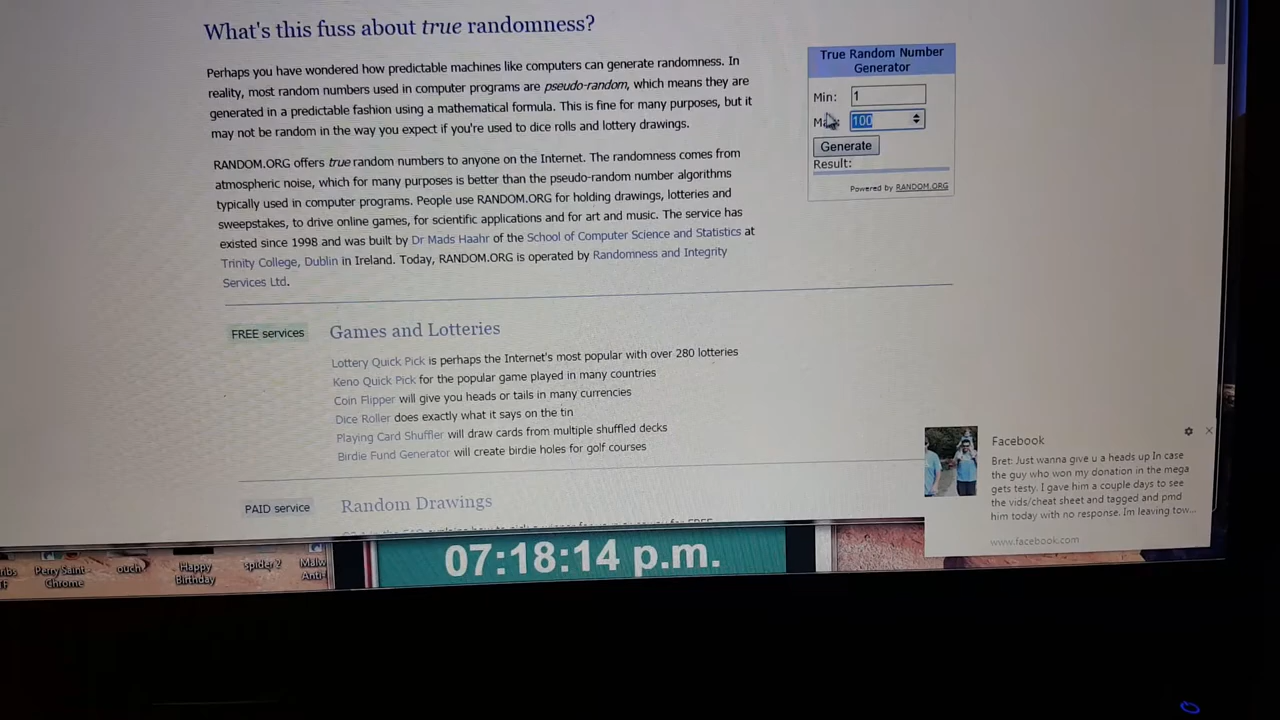 What's this fuss about true randomness?
Perhaps you have wondered how predictable machines like computers can generate randomness. In
reality, most random numbers used in computer programs are pseudo-random, which means they are
generated in a predictable fashion using a mathematical formula. This is fine for many purposes, but it
may not be random in the way you expect if you're used to dice rolls and lottery drawings.
RANDOM.ORG offers true random numbers to anyone on the Internet. The randomness comes from
atmospheric noise, which for many purposes is better than the pseudo-random number algorithms
typically used in computer programs. People use RANDOM.ORG for holding drawings, lotteries and
sweepstakes, to drive online games, for scientific applications and for art and music. The service has
existed since 1998 and was built by Dr Mads Haahr of the School of Computer Science and Statistics at
Trinity College, Dublin in Ireland. Today, RANDOM.ORG is operated by Randomness and Integrity
Services Ltd.
True Random Number
Generator
Min: 1
Max: 100
Generate
Result:
Powered by RANDOM.ORG
FREE services
Games and Lotteries
Lottery Quick Pick is perhaps the Internet's most popular with over 280 lotteries
Keno Quick Pick for the popular game played in many countries
Coin Flipper will give you heads or tails in many currencies
Dice Roller does exactly what it says on the tin
Playing Card Shuffler will draw cards from multiple shuffled decks
Birdie Fund Generator will create birdie holes for golf courses
PAID service
Random Drawings
Facebook
Bret: Just wanna give u a heads up In case
the guy who won my donation in the mega
gets testy. I gave him a couple days to see
the vids/cheat sheet and tagged and pmd
him today with no response. Im leaving tow...
www.facebook.com
Perry Saint-
Chrome
ouch
Happy
Birthday
spider 2
Malw
Anti-
07:18:14 p.m.